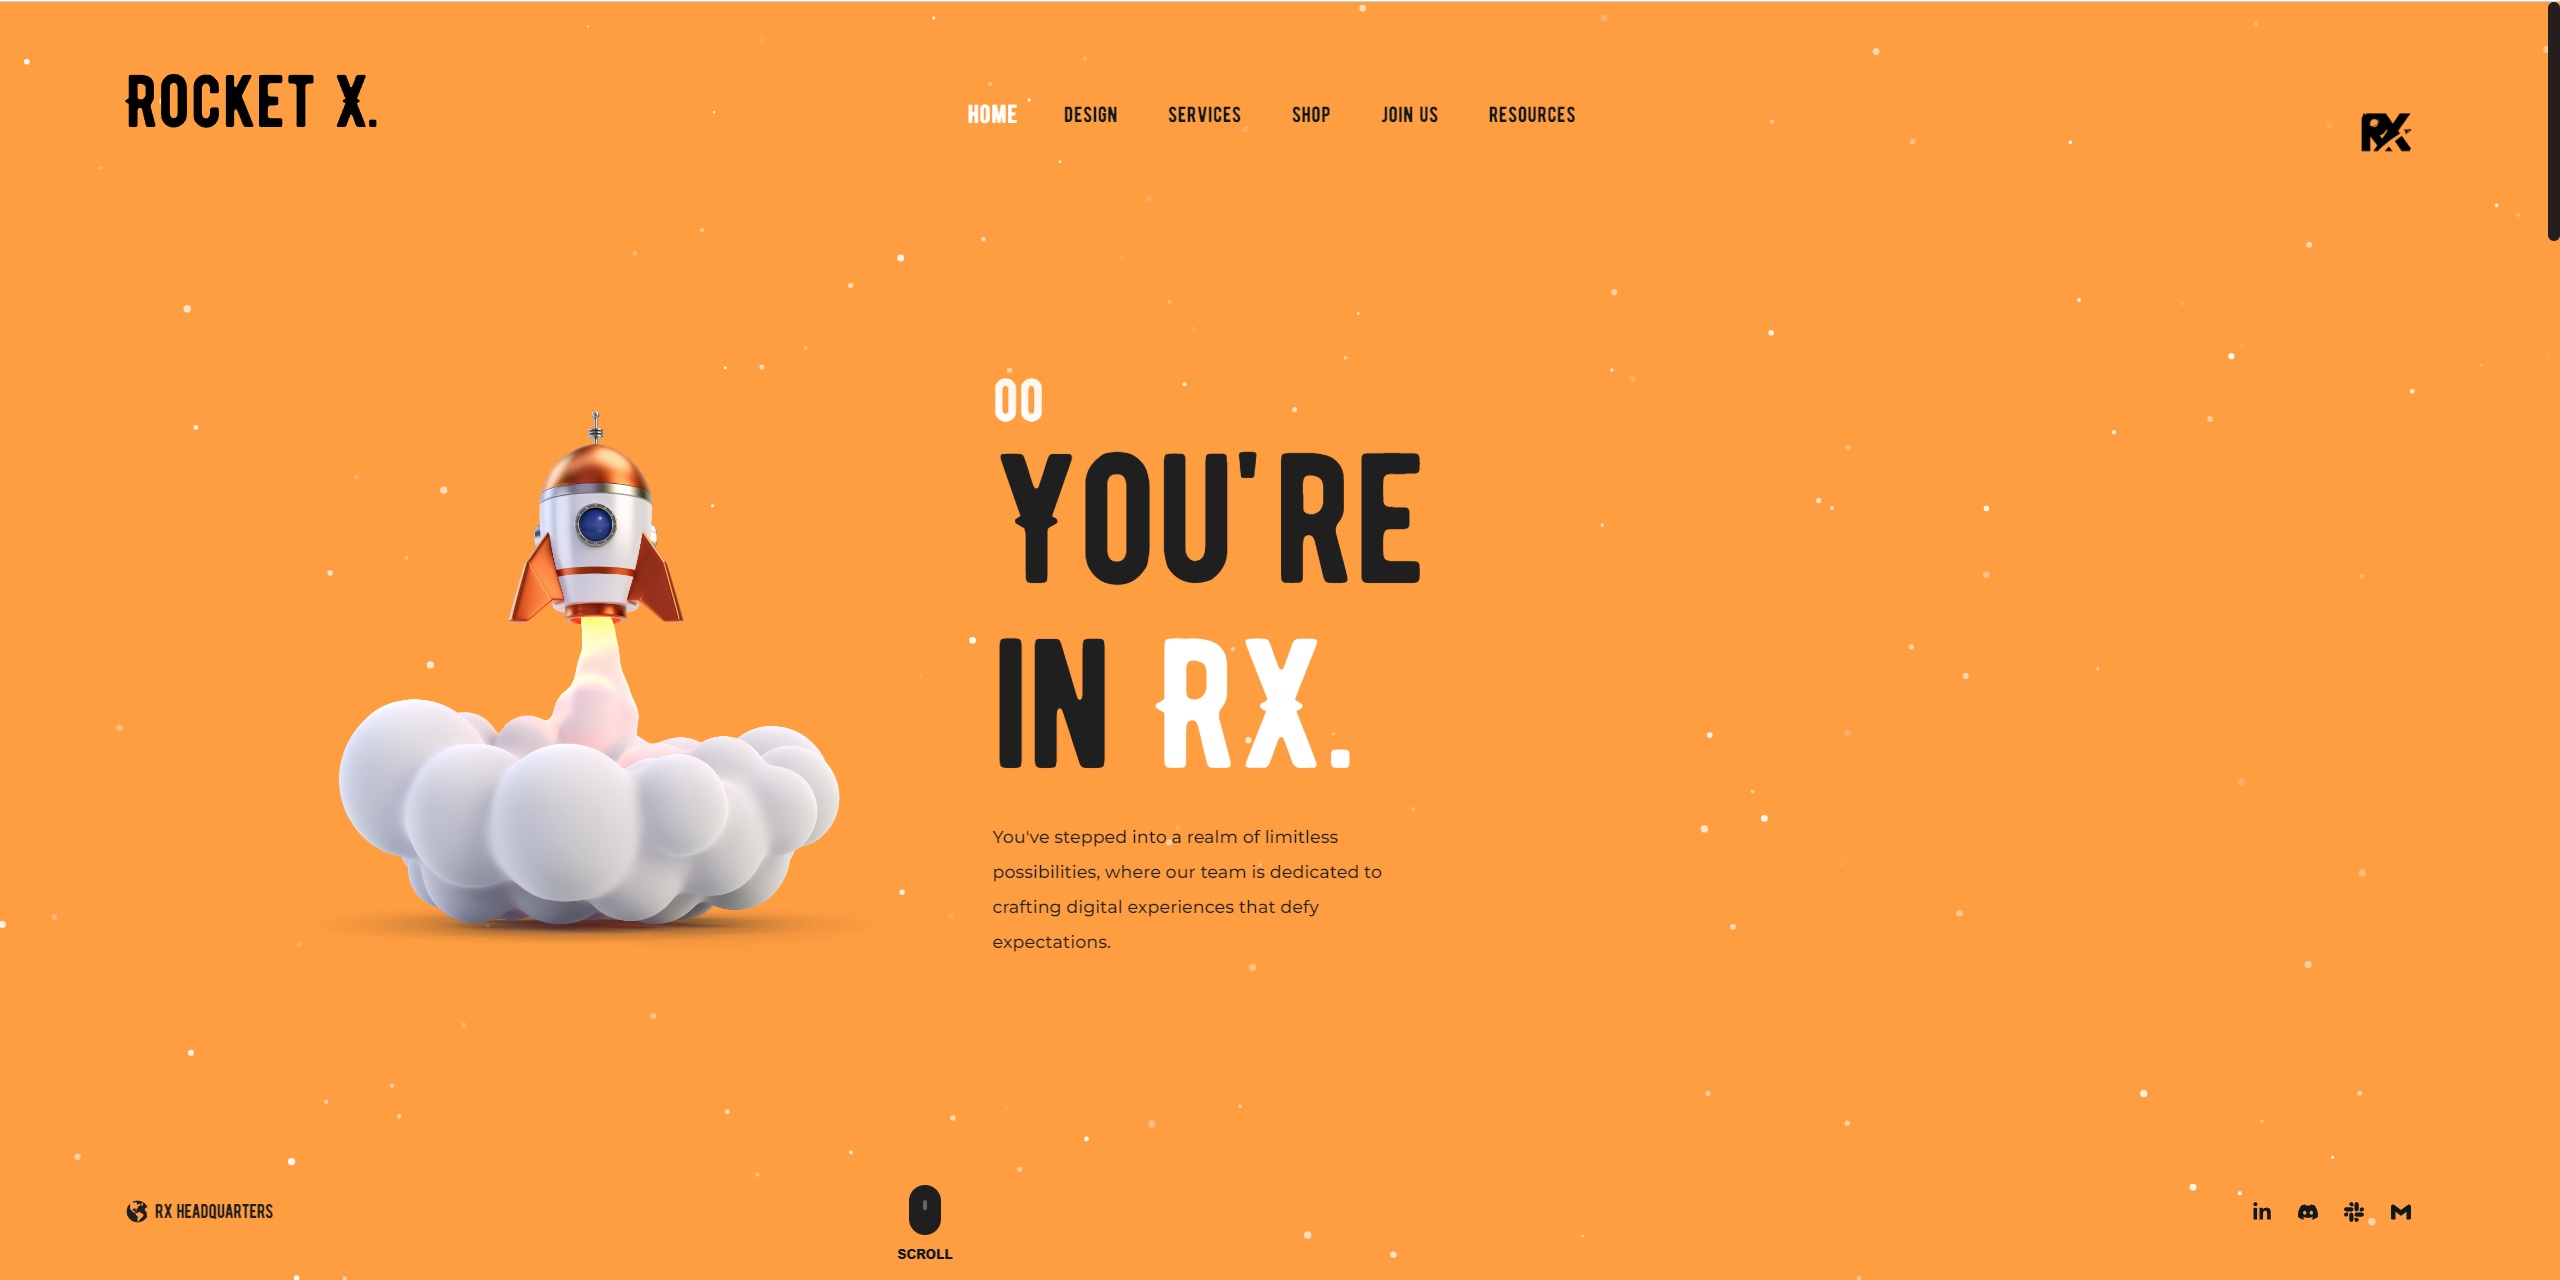 ROCKET X.
HOME DESIGN SERVICES SHOP JOIN US RESOURCES
RX
00
YOU'RE
IN RX.
You've stepped into a realm of limitless
possibilities, where our team is dedicated to
crafting digital experiences that defy
expectations.
RX HEADQUARTERS
SCROLL
in